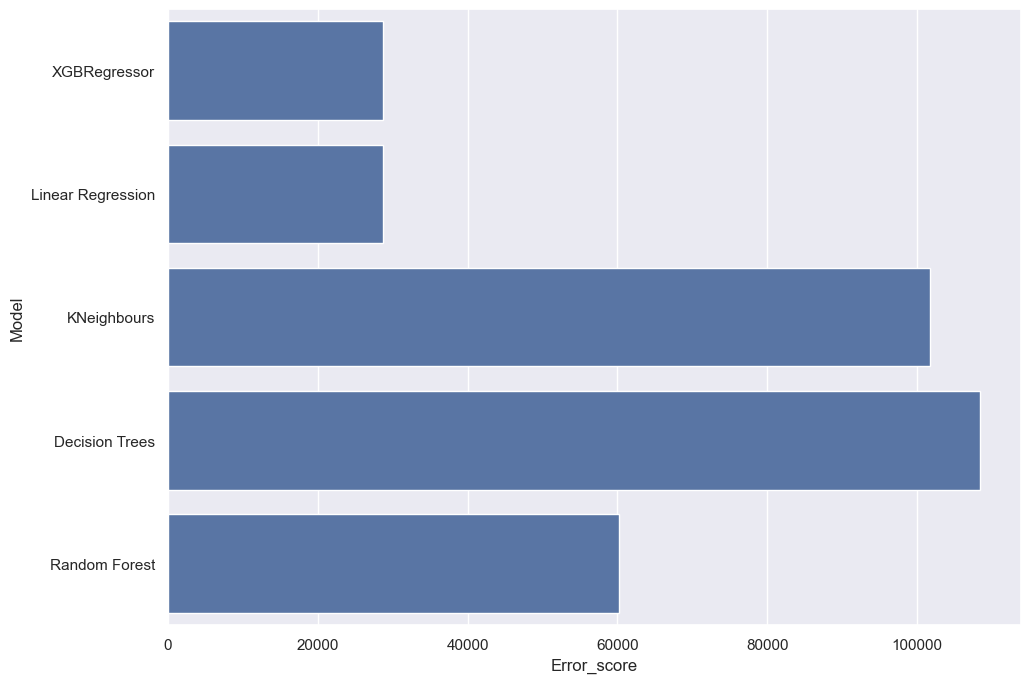 XGBRegressor
Linear Regression
KNeighbours
Decision Trees
Random Forest
Model
0 20000 40000 60000 80000 100000
Error_score